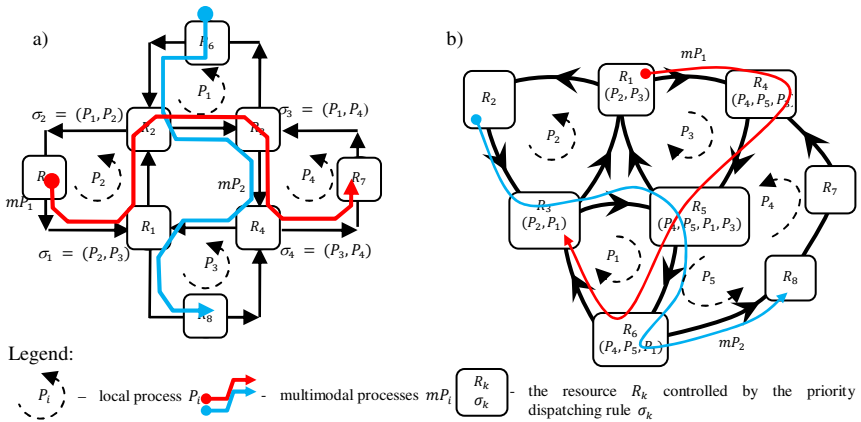 a)
R6
P1
σ2 = (P1, P2)
σ3 = (P1, P4)
R2
P2
P4
R7
mP1
mP2
R1
R4
σ1 = (P2, P3)
σ4 = (P3, P4)
P3
R8
b)
mP1
R1
(P2, P3)
R4
(P4, P5, P3)
R2
P2
P3
R7
P4
R3
(P2, P1)
R5
(P4, P5, P1, P3)
P1
P5
R8
R6
(P4, P5, P1)
mP2
Legend:
Pi – local process Pi - multimodal processes mPi Rk σk - the resource Rk controlled by the priority
dispatching rule σk